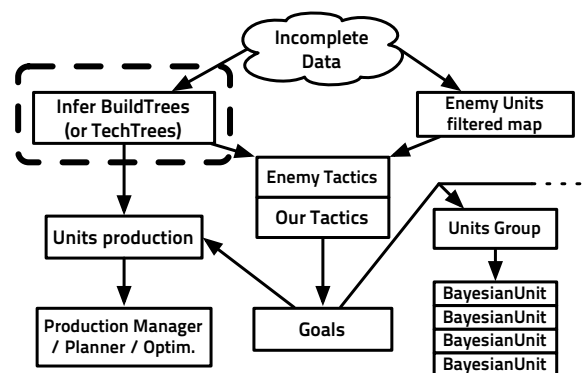 Incomplete
Data
Infer BuildTrees
(or TechTrees)
Enemy Units
filtered map
Enemy Tactics
Our Tactics
Units production
Units Group
Production Manager
/ Planner / Optim.
Goals
BayesianUnit
BayesianUnit
BayesianUnit
BayesianUnit